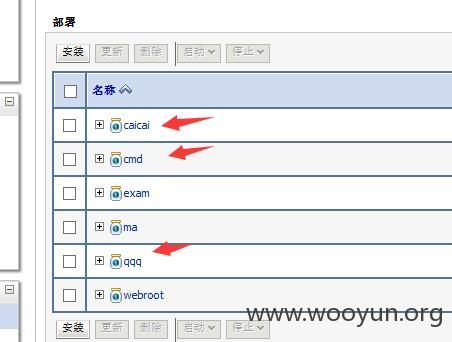 部署
安装 更新 删除 启动 停止
名称
caicai
cmd
exam
ma
qqq
webroot
www.wooyun.org
安装 更新 删除 启动 停止